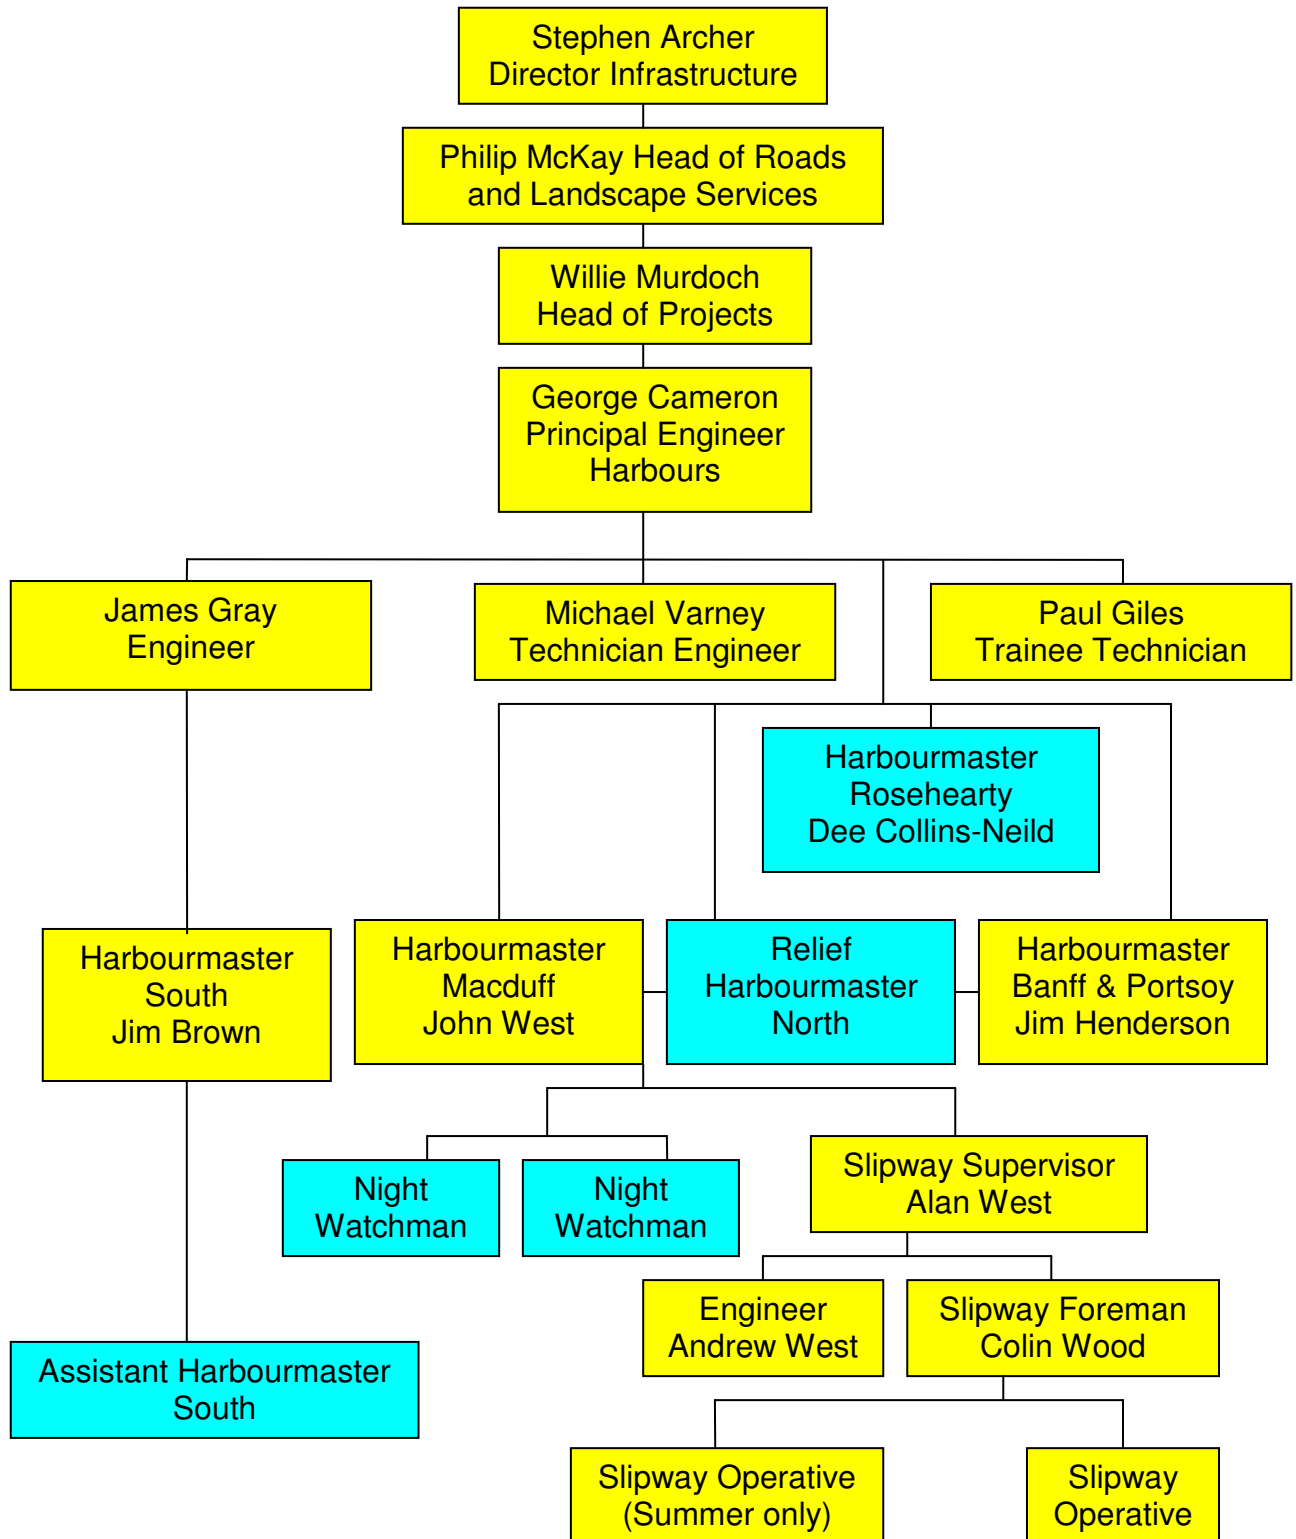 Stephen Archer
Director Infrastructure
Philip McKay Head of Roads
and Landscape Services
Willie Murdoch
Head of Projects
George Cameron
Principal Engineer
Harbours
James Gray
Engineer
Michael Varney
Technician Engineer
Paul Giles
Trainee Technician
Harbourmaster
Rosehearty
Dee Collins-Neild
Harbourmaster
South
Jim Brown
Harbourmaster
Macduff
John West
Relief
Harbourmaster
North
Harbourmaster
Banff & Portsoy
Jim Henderson
Night
Watchman
Night
Watchman
Slipway Supervisor
Alan West
Engineer
Andrew West
Slipway Foreman
Colin Wood
Assistant Harbourmaster
South
Slipway Operative
(Summer only)
Slipway
Operative